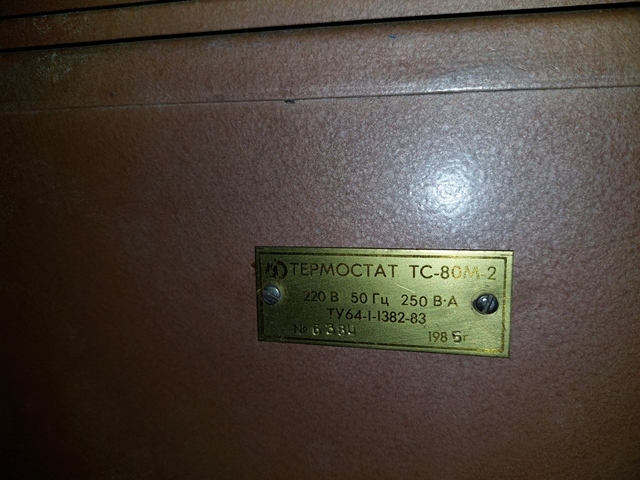 ТЕРМОСТАТ ТС-80М-2
220 В 50 Гц 250 В·А
ТУ64-1-1382-83
№ 6384 1985г